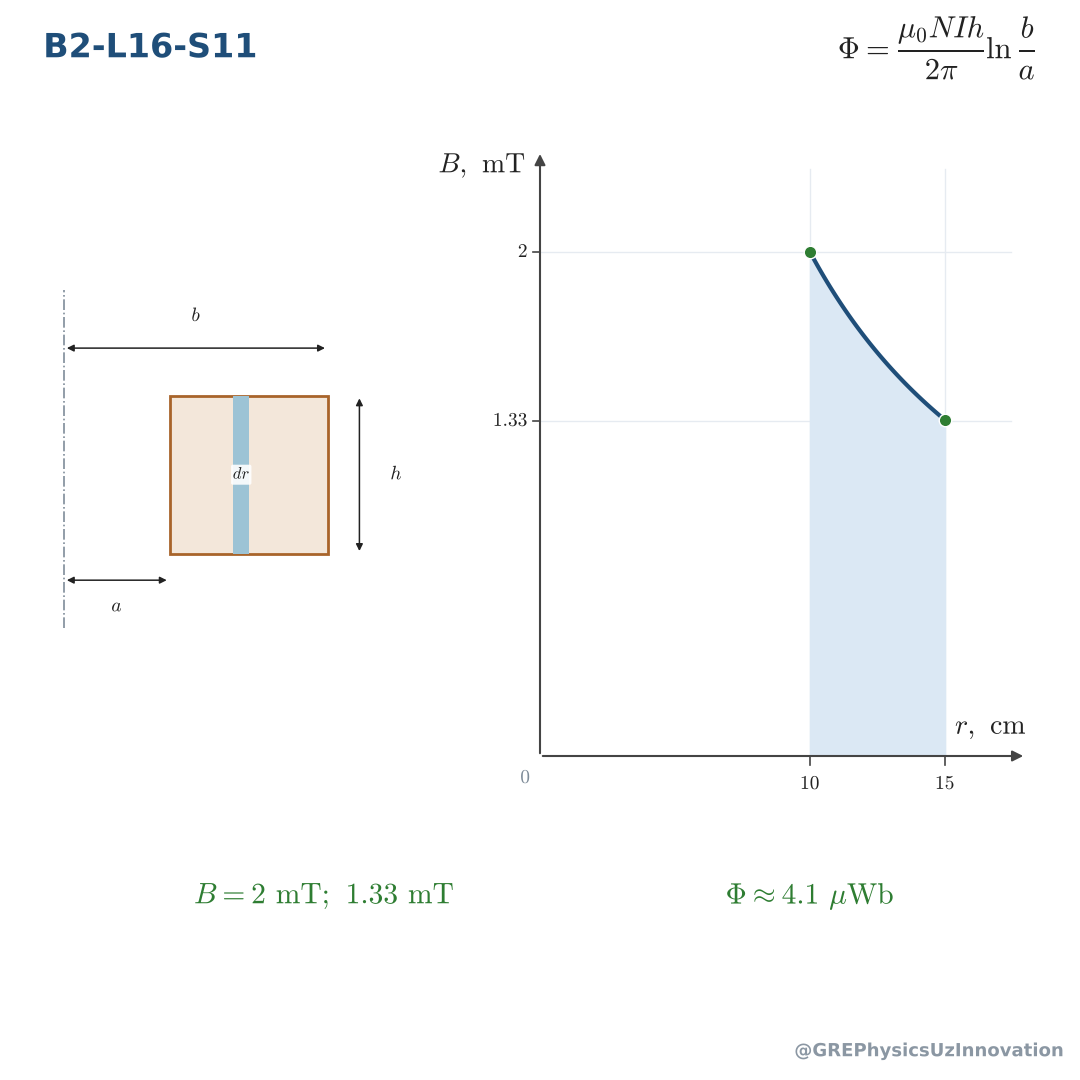 B2-L16-S11
Φ = μ₀NIh/2π ln b/a
B, mT
2
1.33
0
10
15
r, cm
b
dr
h
a
B = 2 mT; 1.33 mT
Φ ≈ 4.1 μWb
@GREPhysicsUzInnovation